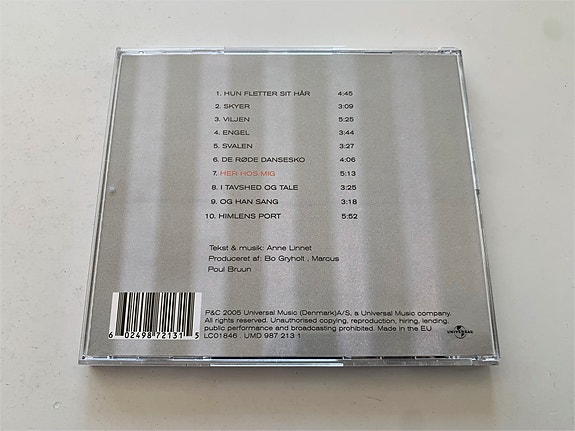 1. HUN FLETTER SIT HÅR 4:45
2. SKYER 3:09
3. VILJEN 5:25
4. ENGEL 3:44
5. SVALEN 3:27
6. DE RØDE DANSESKO 4:06
7. HER HOS MIG 5:13
8. I TAVSHED OG TALE 3:25
9. OG HAN SANG 3:18
10. HIMLENS PORT 5:52
Tekst & musik: Anne Linnet
Produceret af: Bo Gryholt , Marcus
Poul Bruun
P&C 2005 Universal Music (Denmark)A/S, a Universal Music company.
All rights reserved. Unauthorised copying, reproduction, hiring, lending,
public performance and broadcasting prohibited. Made in the EU
LC01846 . UMD 987 213 1
UNIVERSAL
6 02498 72131 5